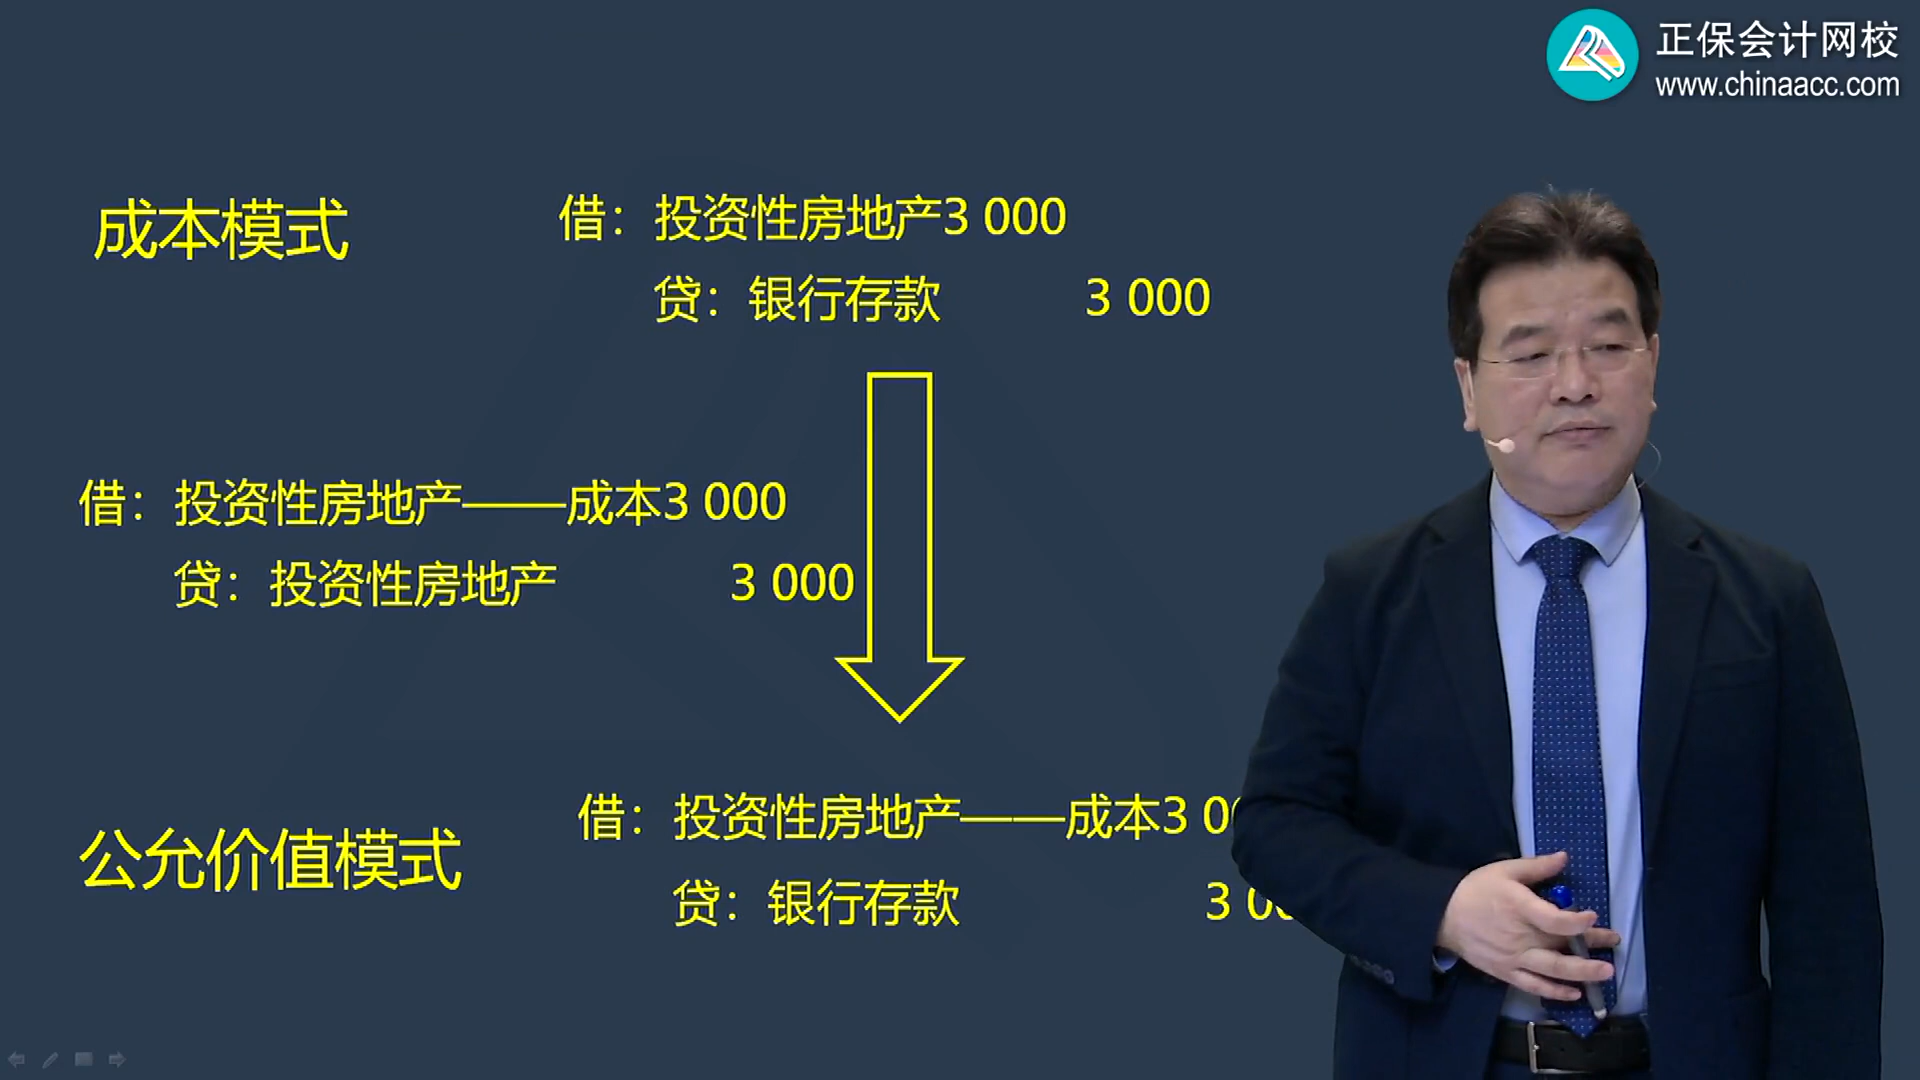 正保会计网校
www.chinaacc.com
成本模式
借：投资性房地产3 000
贷：银行存款 3 000
借：投资性房地产——成本3 000
贷：投资性房地产 3 000
公允价值模式
借：投资性房地产——成本3
贷：银行存款 3